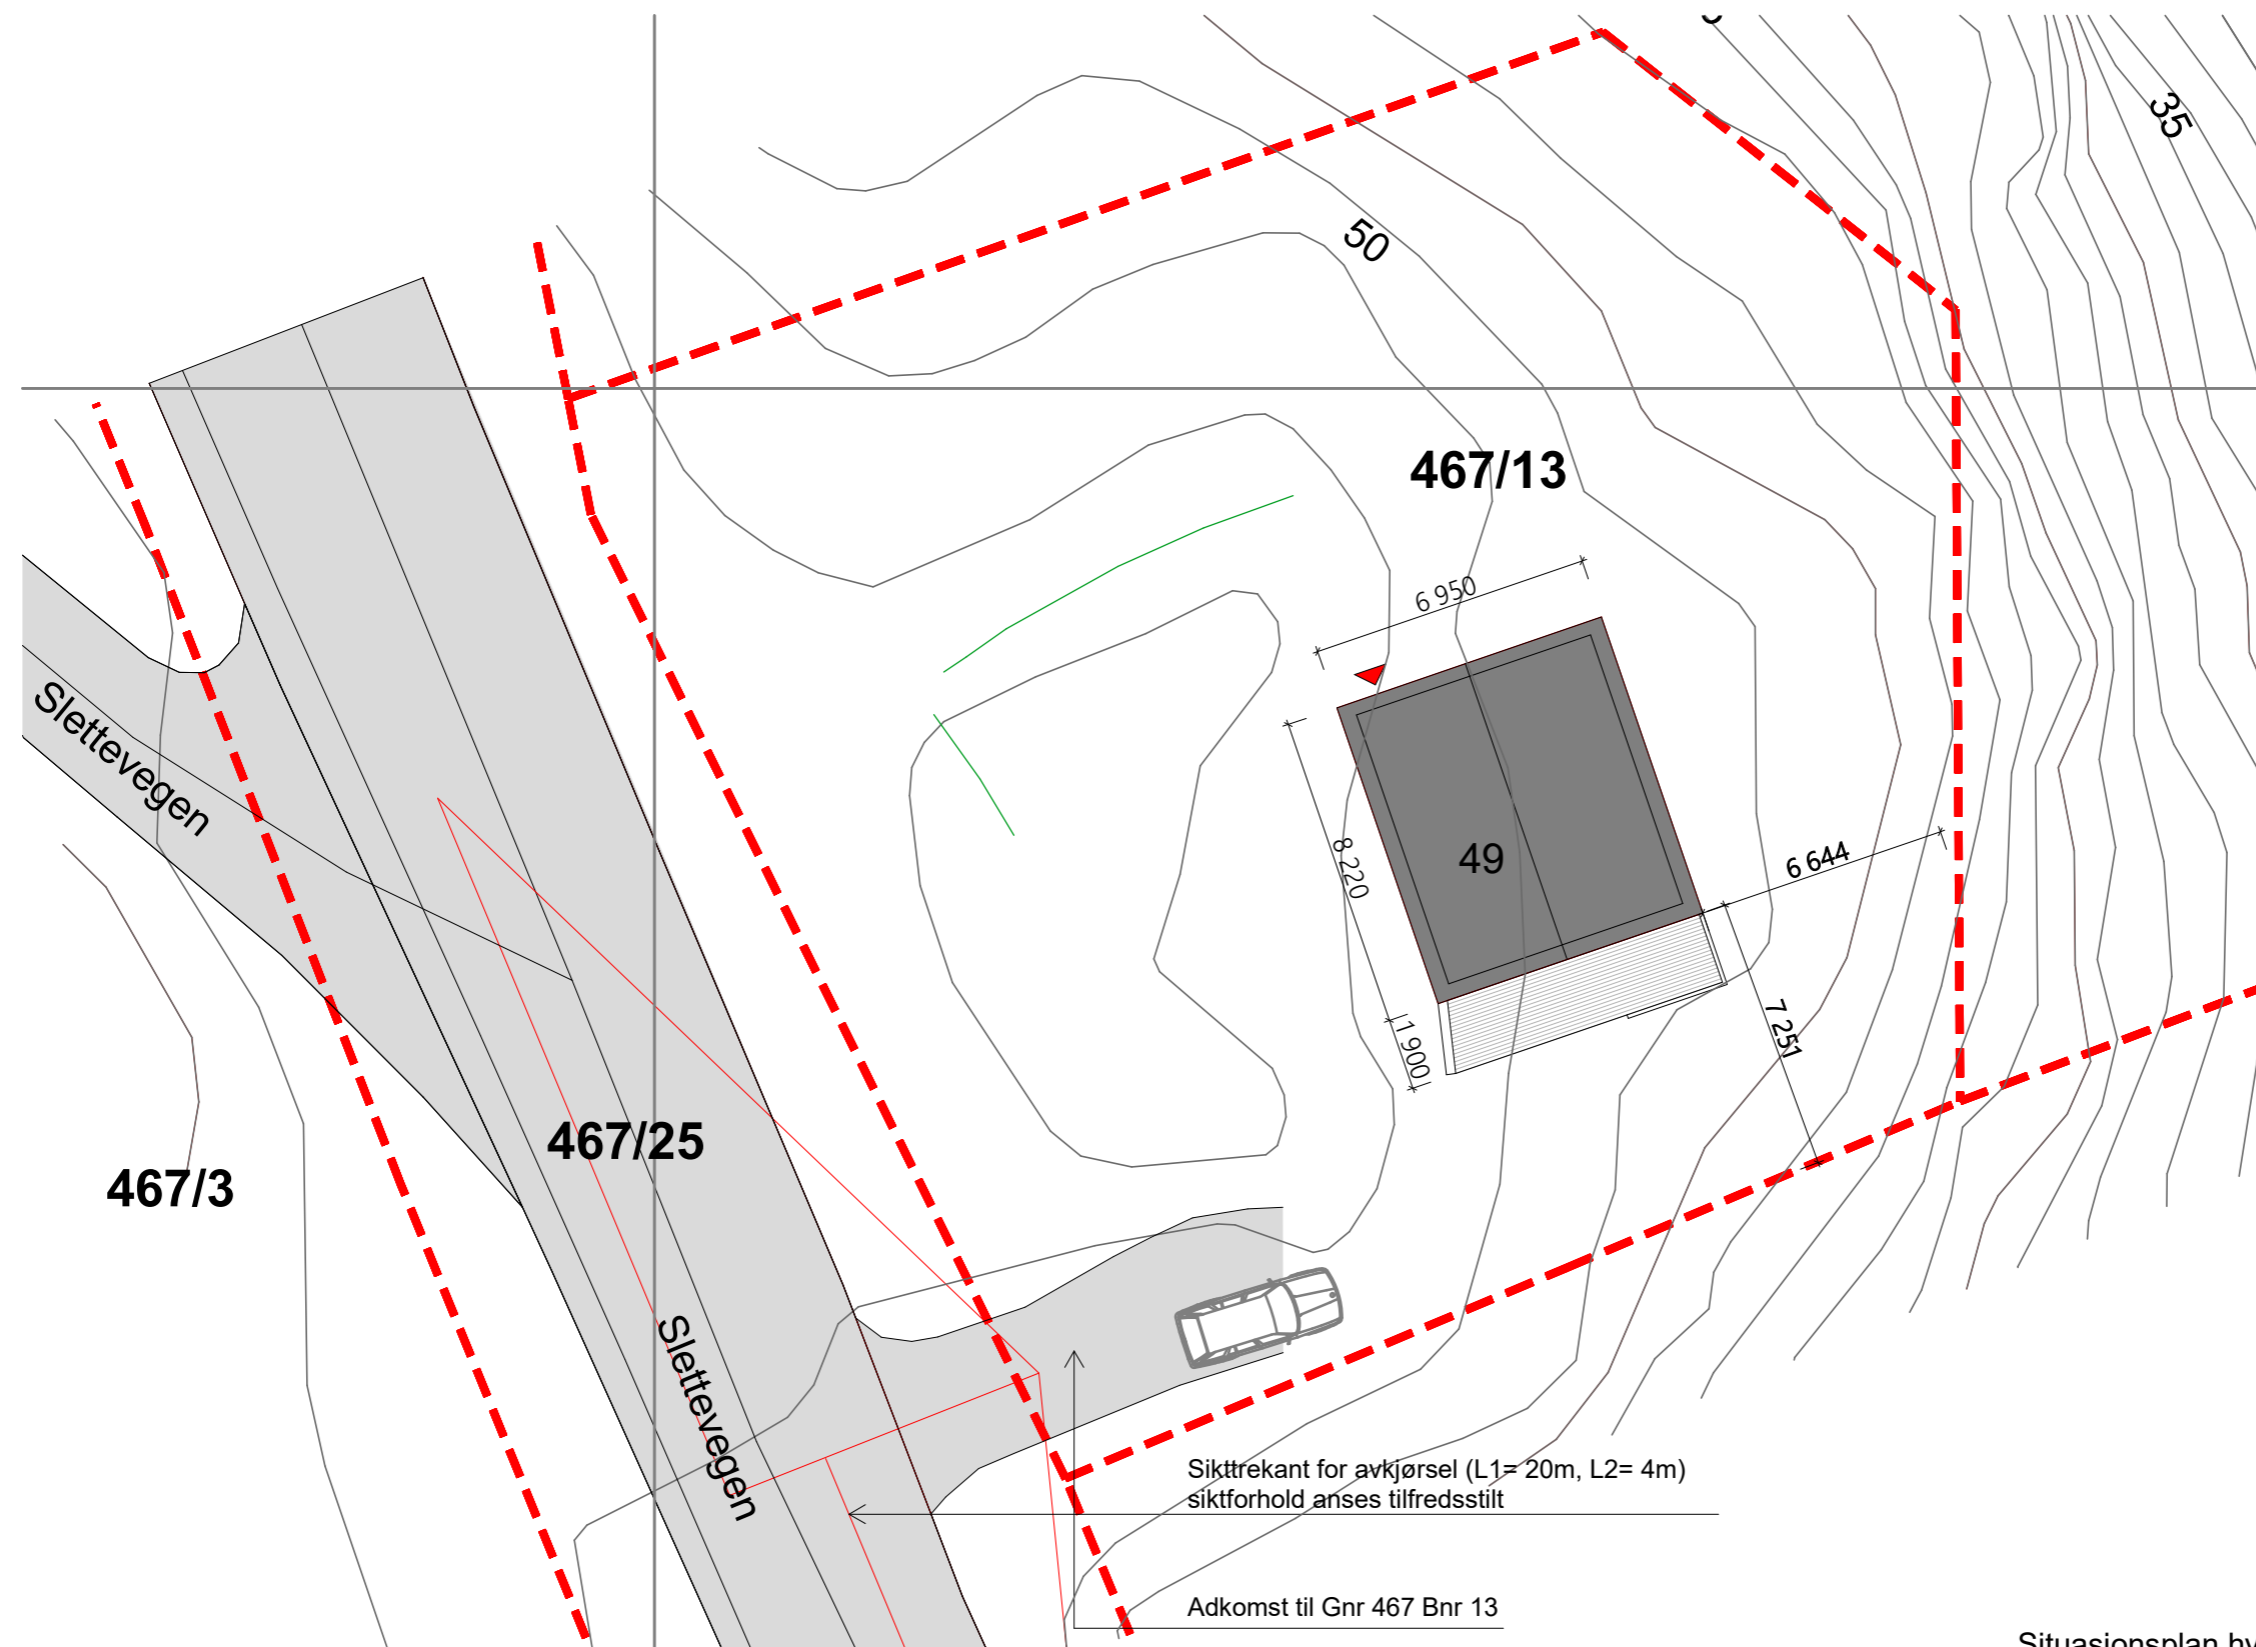 35
50
467/13
6 950
Slettevegen
8 220
49
6 644
1 900
7 251
467/25
467/3
Slettevegen
Sikttrekant for avkjørsel (L1= 20m, L2= 4m)
siktforhold anses tilfredsstilt
Adkomst til Gnr 467 Bnr 13
Situasjonsplan